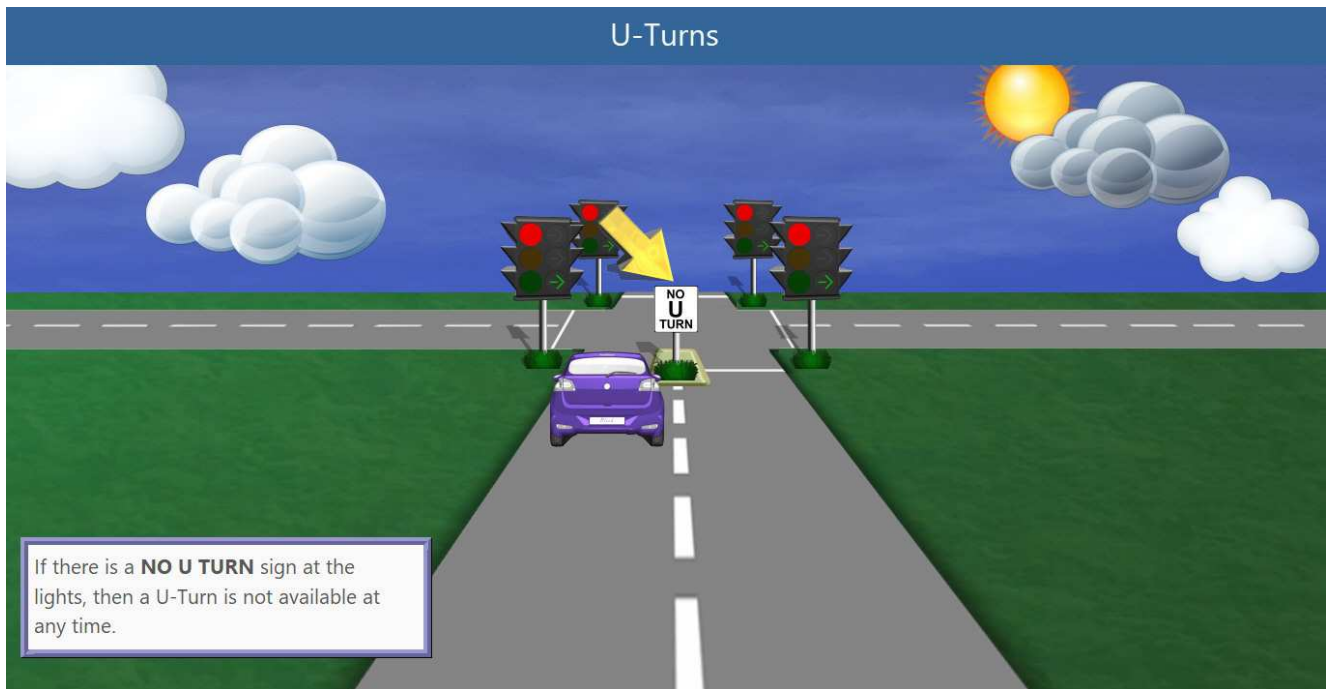 U-Turns
NO
U
TURN
If there is a NO U TURN sign at the
lights, then a U-Turn is not available at
any time.